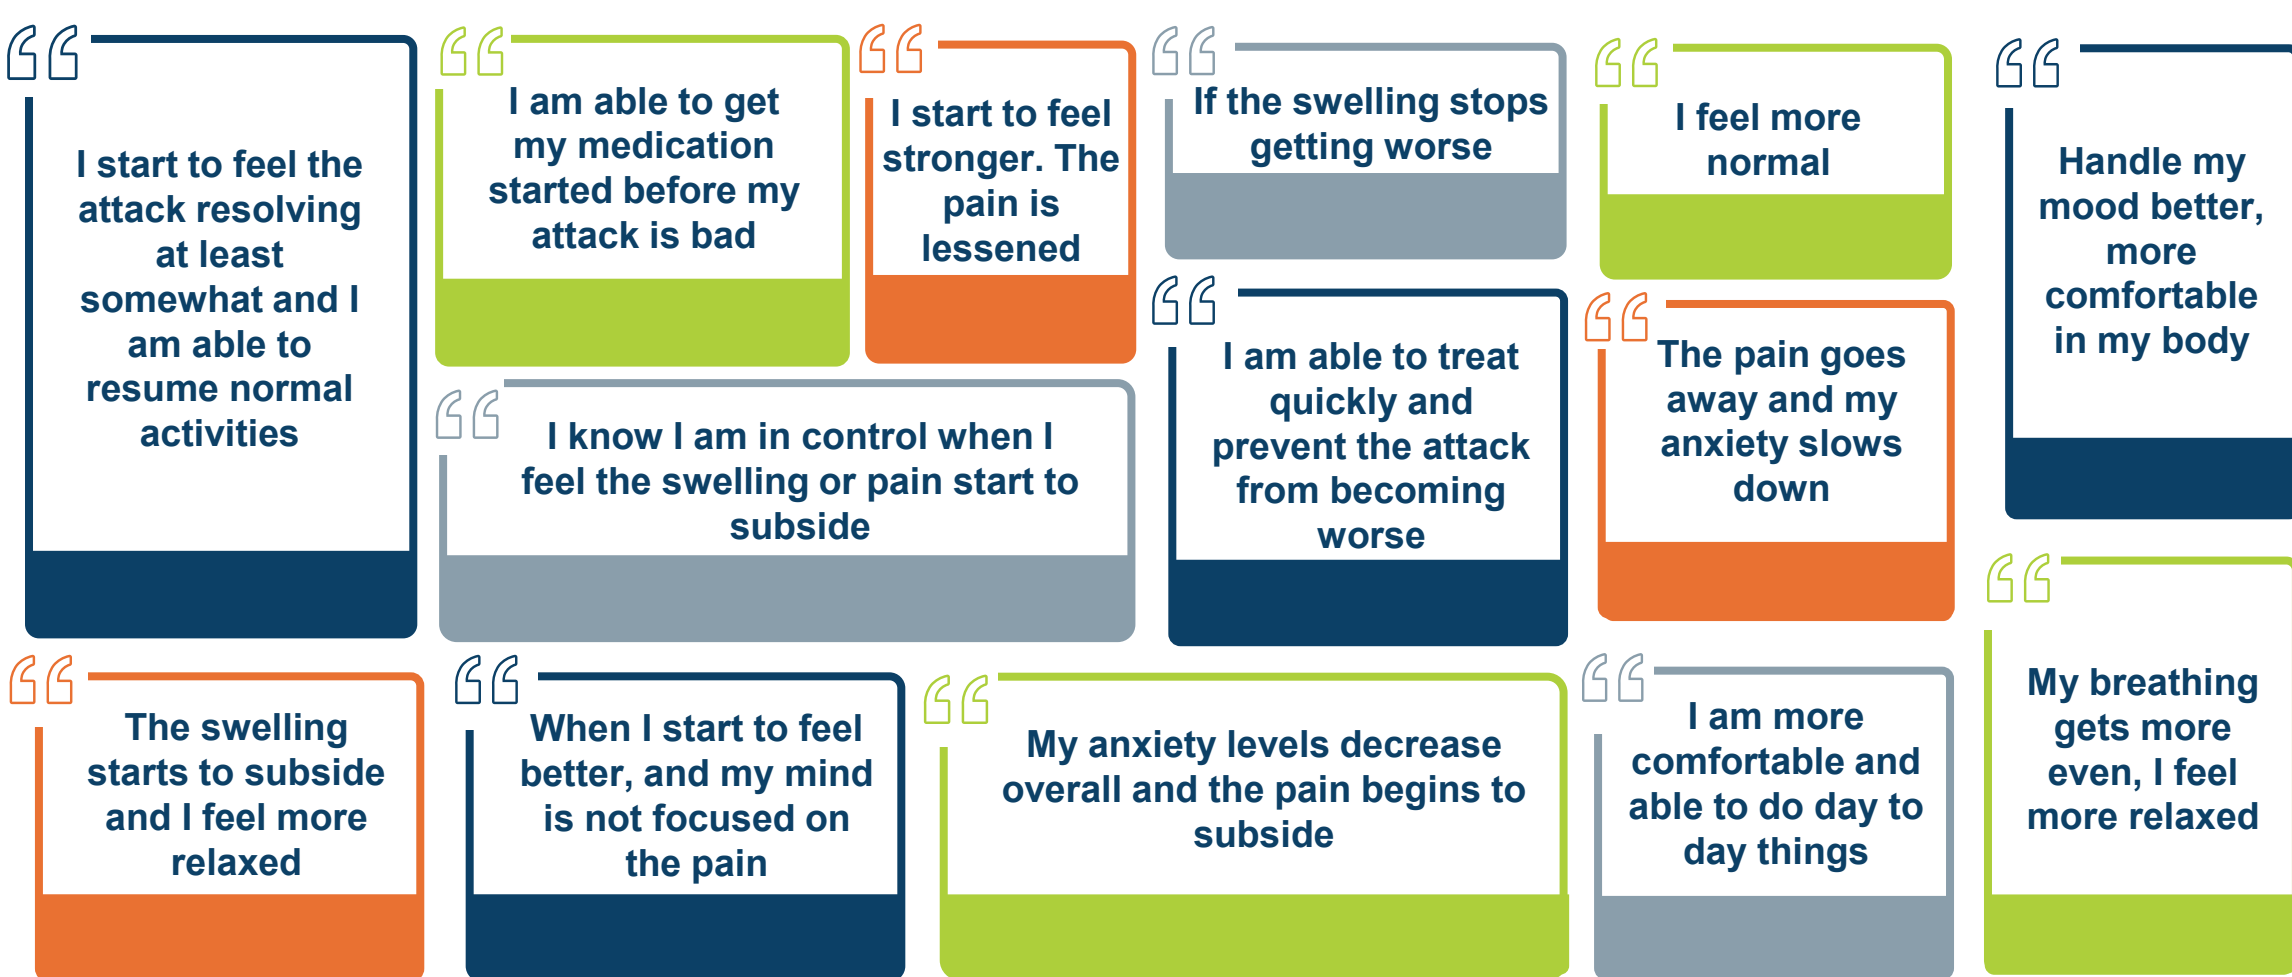 I start to feel the
attack resolving
at least
somewhat and I
am able to
resume normal
activities
I am able to get
my medication
started before my
attack is bad
I start to feel
stronger. The
pain is
lessened
If the swelling stops
getting worse
I feel more
normal
Handle my
mood better,
more
comfortable
in my body
I know I am in control when I
feel the swelling or pain start to
subside
I am able to treat
quickly and
prevent the attack
from becoming
worse
The pain goes
away and my
anxiety slows
down
The swelling
starts to subside
and I feel more
relaxed
When I start to feel
better, and my mind
is not focused on
the pain
My anxiety levels decrease
overall and the pain begins to
subside
I am more
comfortable and
able to do day to
day things
My breathing
gets more
even, I feel
more relaxed